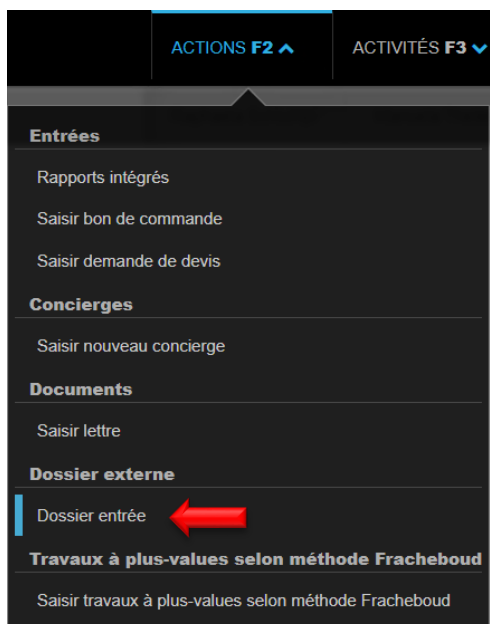 ACTIONS F2 ACTIVITÉS F3
Entrées
Rapports intégrés
Saisir bon de commande
Saisir demande de devis
Concierges
Saisir nouveau concierge
Documents
Saisir lettre
Dossier externe
Dossier entrée
Travaux à plus-values selon méthode Fracheboud
Saisir travaux à plus-values selon méthode Fracheboud